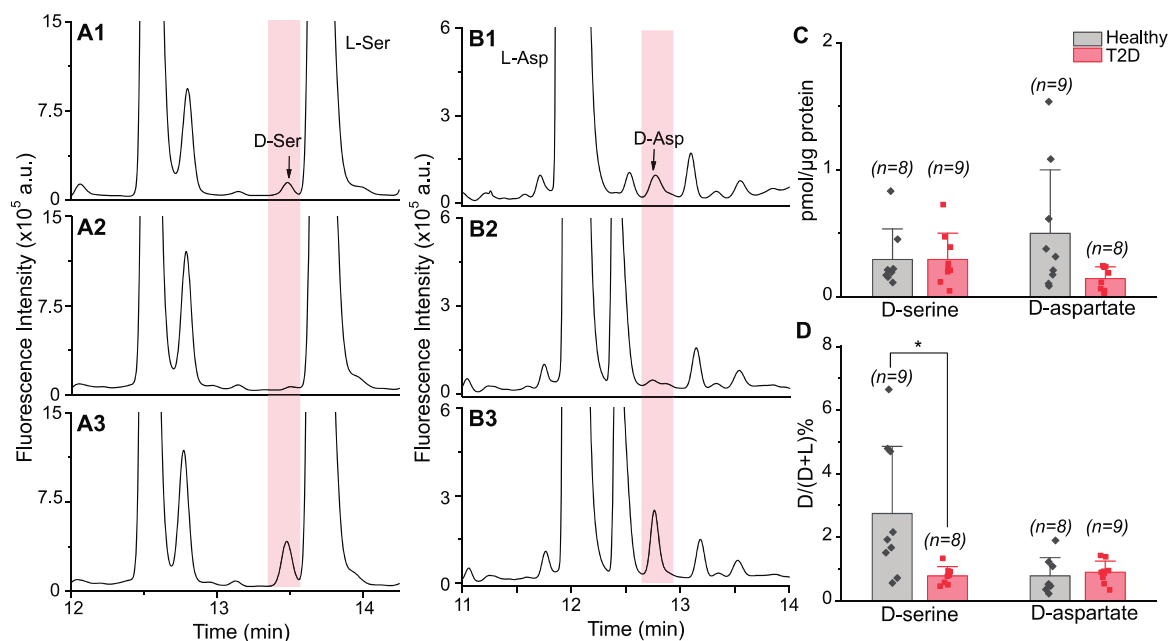 A1
15
7.5
0
D-Ser
L-Ser
A2
15
7.5
0
A3
15
7.5
0
12
13
14
Time (min)
Fluorescence Intensity (x10⁵ a.u.)
B1
6
3
0
L-Asp
D-Asp
B2
6
3
0
B3
6
3
0
11
12
13
14
Time (min)
Fluorescence Intensity (x10⁵ a.u.)
C
Healthy
T2D
2
1
0
pmol/µg protein
(n=8)
(n=9)
(n=9)
(n=8)
D-serine
D-aspartate
D
8
6
4
2
0
D/(D+L)%
*
(n=9)
(n=8)
(n=8)
(n=9)
D-serine
D-aspartate